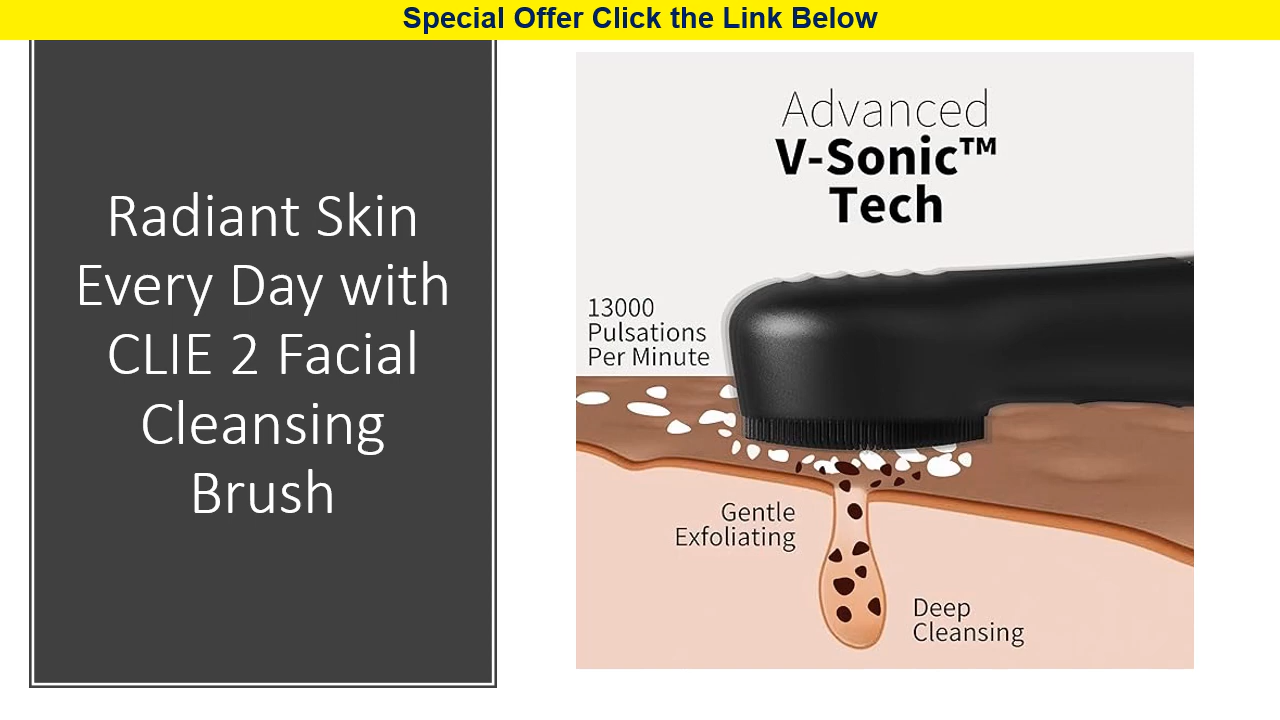 Special Offer Click the Link Below
Radiant Skin
Every Day with
CLIE 2 Facial
Cleansing
Brush
Advanced
V-Sonic™
Tech
13000
Pulsations
Per Minute
Gentle
Exfoliating
Deep
Cleansing